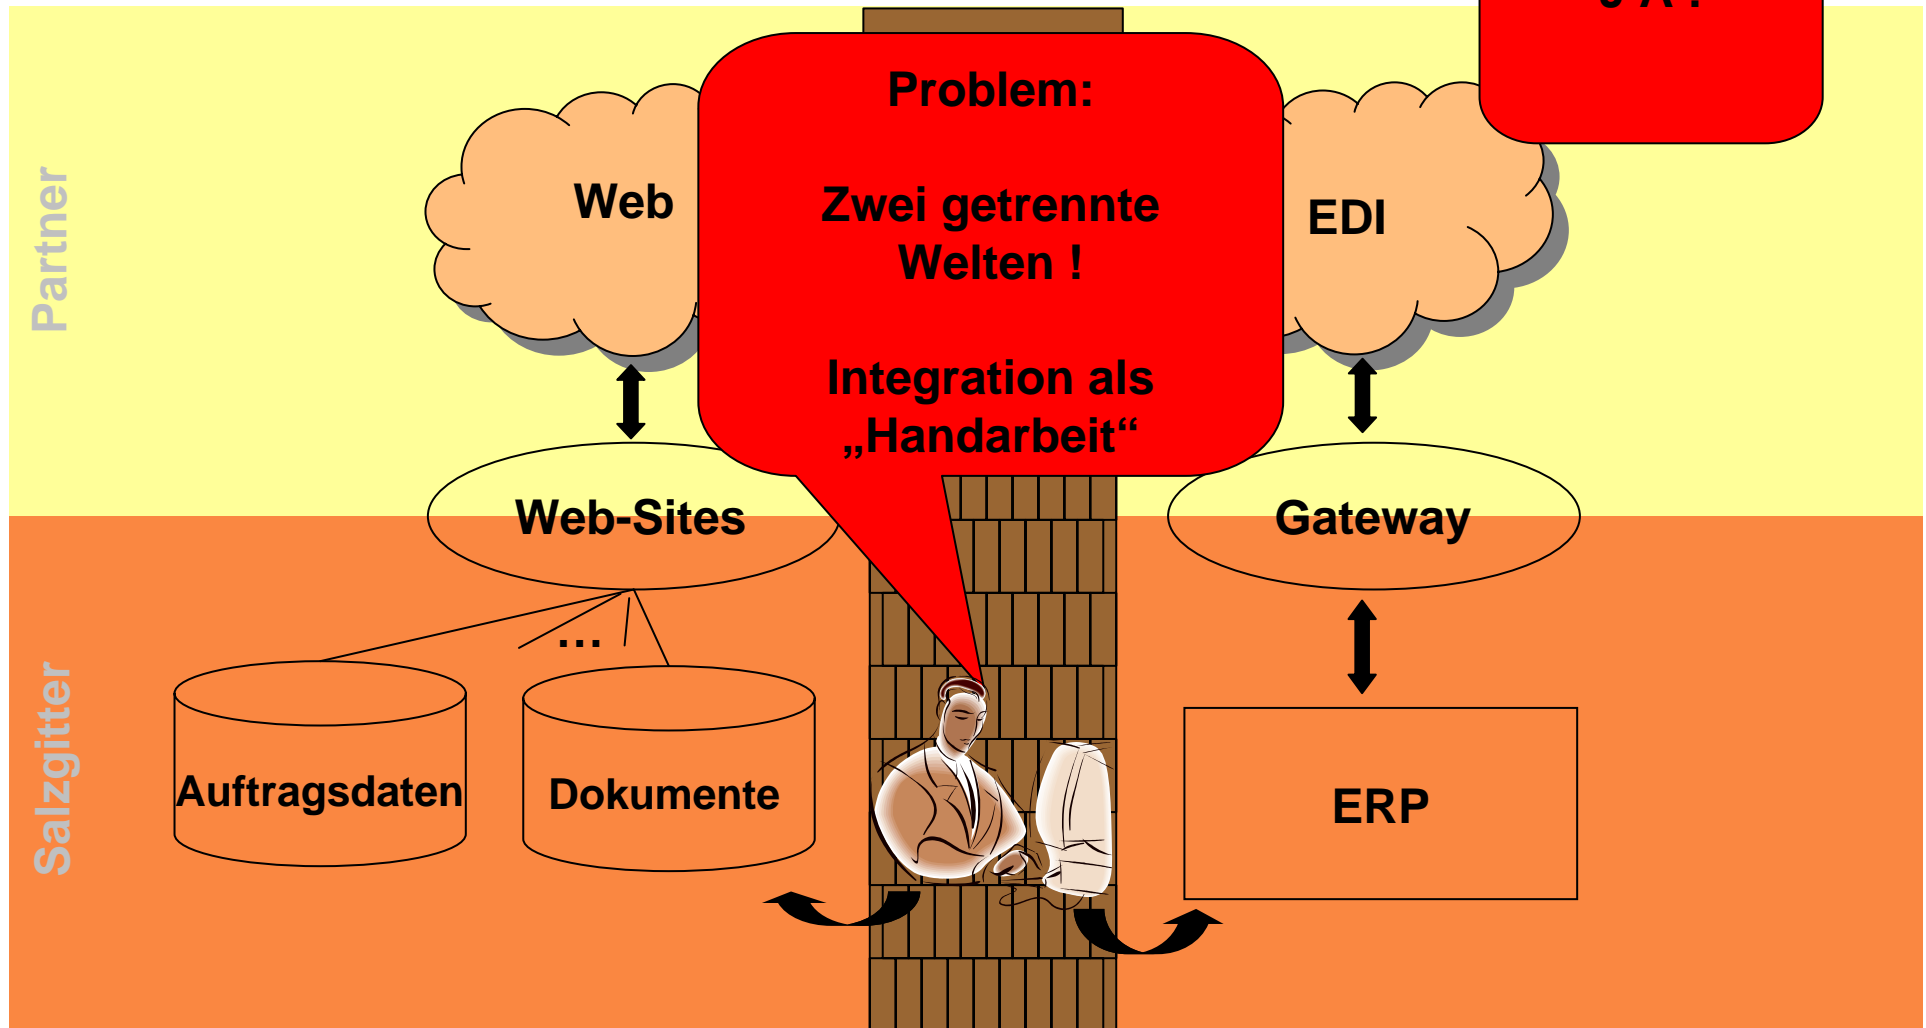 Problem:
Zwei getrennte
Welten !
Integration als
„Handarbeit“
Partner
Web
EDI
Web-Sites
Gateway
...
Salzgitter
Auftragsdaten
Dokumente
ERP